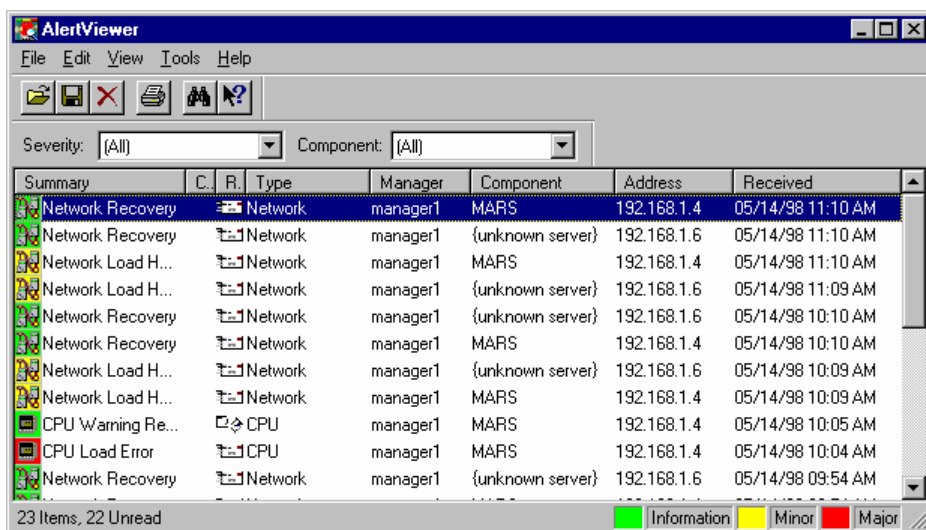 AlertViewer
File Edit View Tools Help
Severity: (All) Component: (All)
Summary C.. R. Type Manager Component Address Received
Network Recovery Network manager1 MARS 192.168.1.4 05/14/98 11:10 AM
Network Recovery Network manager1 {unknown server} 192.168.1.6 05/14/98 11:10 AM
Network Load H... Network manager1 MARS 192.168.1.4 05/14/98 11:10 AM
Network Load H... Network manager1 {unknown server} 192.168.1.6 05/14/98 11:09 AM
Network Recovery Network manager1 {unknown server} 192.168.1.6 05/14/98 10:10 AM
Network Recovery Network manager1 MARS 192.168.1.4 05/14/98 10:10 AM
Network Load H... Network manager1 {unknown server} 192.168.1.6 05/14/98 10:09 AM
Network Load H... Network manager1 MARS 192.168.1.4 05/14/98 10:09 AM
CPU Warning Re... CPU manager1 MARS 192.168.1.4 05/14/98 10:05 AM
CPU Load Error CPU manager1 MARS 192.168.1.4 05/14/98 10:04 AM
Network Recovery Network manager1 {unknown server} 192.168.1.6 05/14/98 09:54 AM
23 Items, 22 Unread Information Minor Major